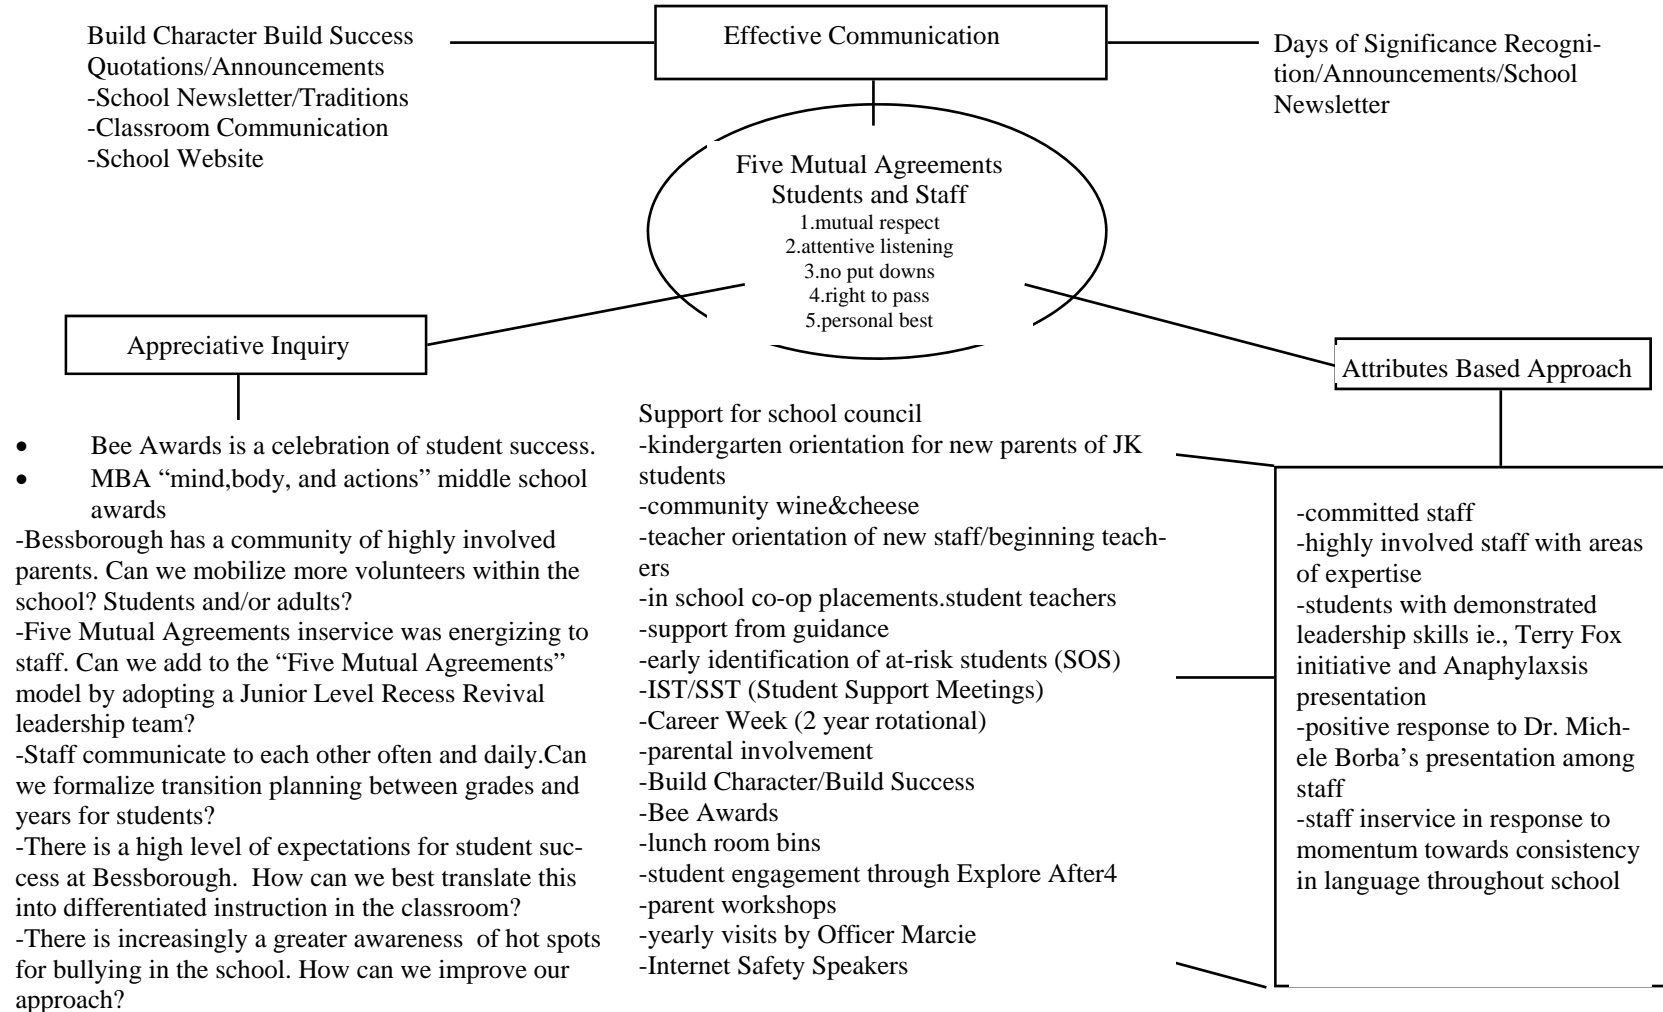 Build Character Build Success
Quotations/Announcements
-School Newsletter/Traditions
-Classroom Communication
-School Website
Effective Communication
Days of Significance Recogni-
tion/Announcements/School
Newsletter
Five Mutual Agreements
Students and Staff
1.mutual respect
2.attentive listening
3.no put downs
4.right to pass
5.personal best
Appreciative Inquiry
• Bee Awards is a celebration of student success.
• MBA “mind,body, and actions” middle school
awards
-Bessborough has a community of highly involved
parents. Can we mobilize more volunteers within the
school? Students and/or adults?
-Five Mutual Agreements inservice was energizing to
staff. Can we add to the “Five Mutual Agreements”
model by adopting a Junior Level Recess Revival
leadership team?
-Staff communicate to each other often and daily.Can
we formalize transition planning between grades and
years for students?
-There is a high level of expectations for student suc-
cess at Bessborough.  How can we best translate this
into differentiated instruction in the classroom?
-There is increasingly a greater awareness  of hot spots
for bullying in the school. How can we improve our
approach?
Support for school council
-kindergarten orientation for new parents of JK
students
-community wine&cheese
-teacher orientation of new staff/beginning teach-
ers
-in school co-op placements.student teachers
-support from guidance
-early identification of at-risk students (SOS)
-IST/SST (Student Support Meetings)
-Career Week (2 year rotational)
-parental involvement
-Build Character/Build Success
-Bee Awards
-lunch room bins
-student engagement through Explore After4
-parent workshops
-yearly visits by Officer Marcie
-Internet Safety Speakers
Attributes Based Approach
-committed staff
-highly involved staff with areas
of expertise
-students with demonstrated
leadership skills ie., Terry Fox
initiative and Anaphylaxsis
presentation
-positive response to Dr. Mich-
ele Borba’s presentation among
staff
-staff inservice in response to
momentum towards consistency
in language throughout school